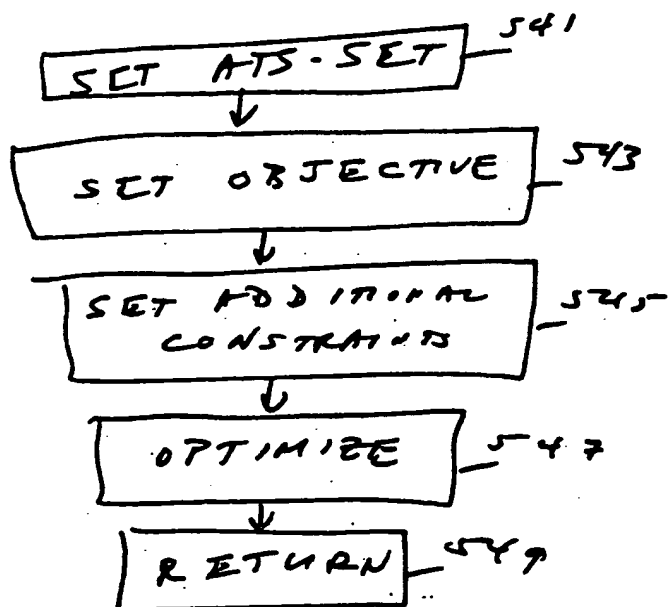 SET ATS-SET 541
SET OBJECTIVE 543
SET ADDITIONAL 545
CONSTRAINTS
OPTIMIZE 547
RETURN 549